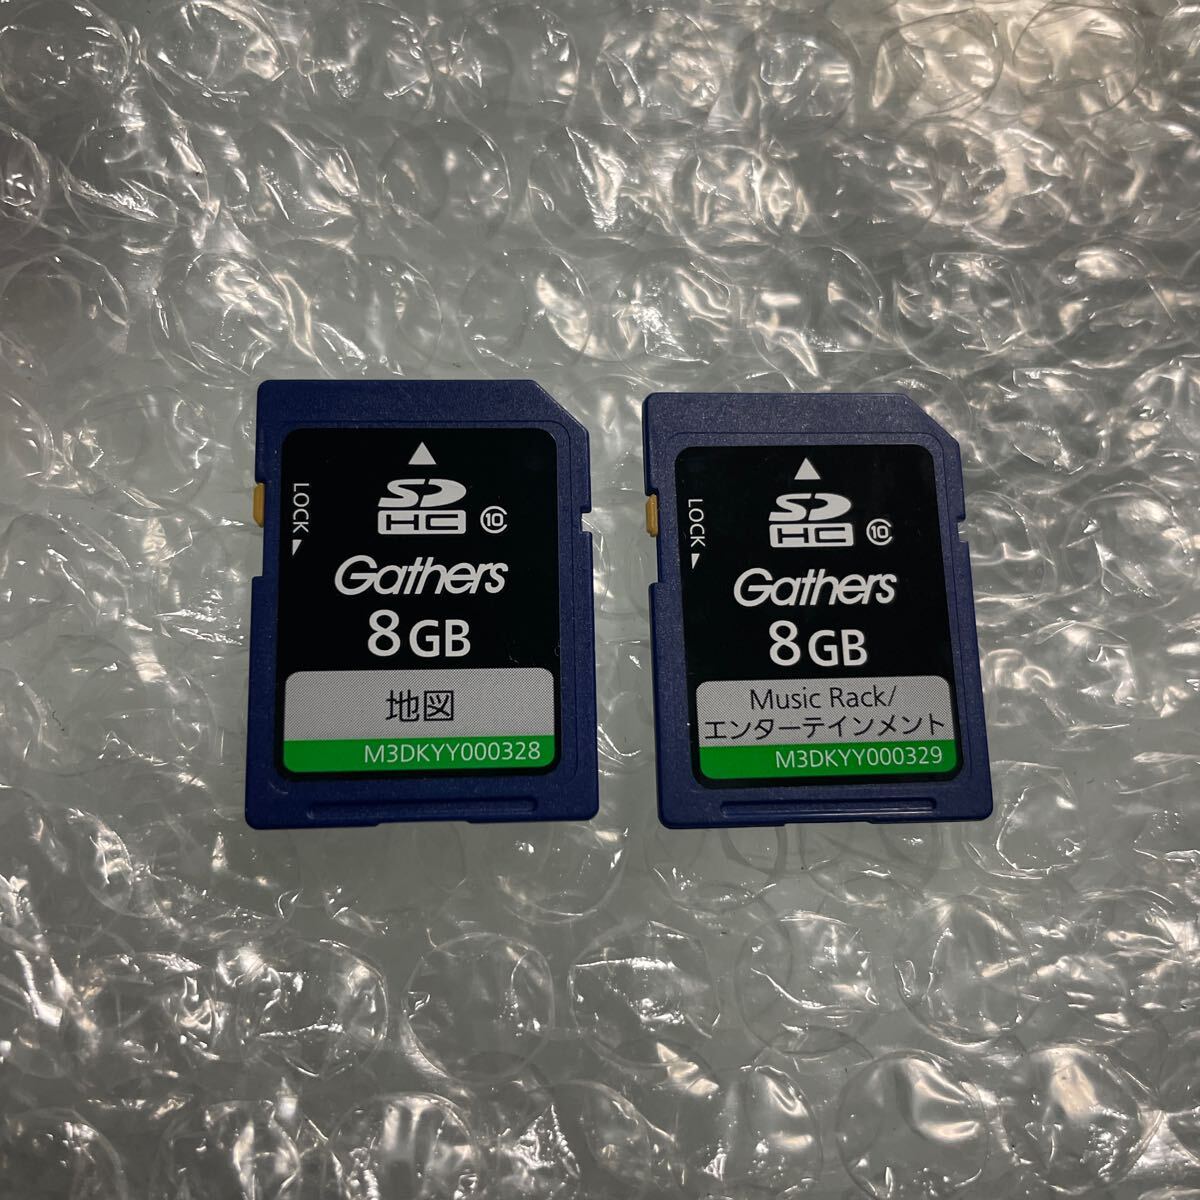 LOCK
SD
HC 10
Gathers
8GB
地図
M3DKYY000328
LOCK
SD
HC 10
Gathers
8GB
Music Rack/
エンターテインメント
M3DKYY000329